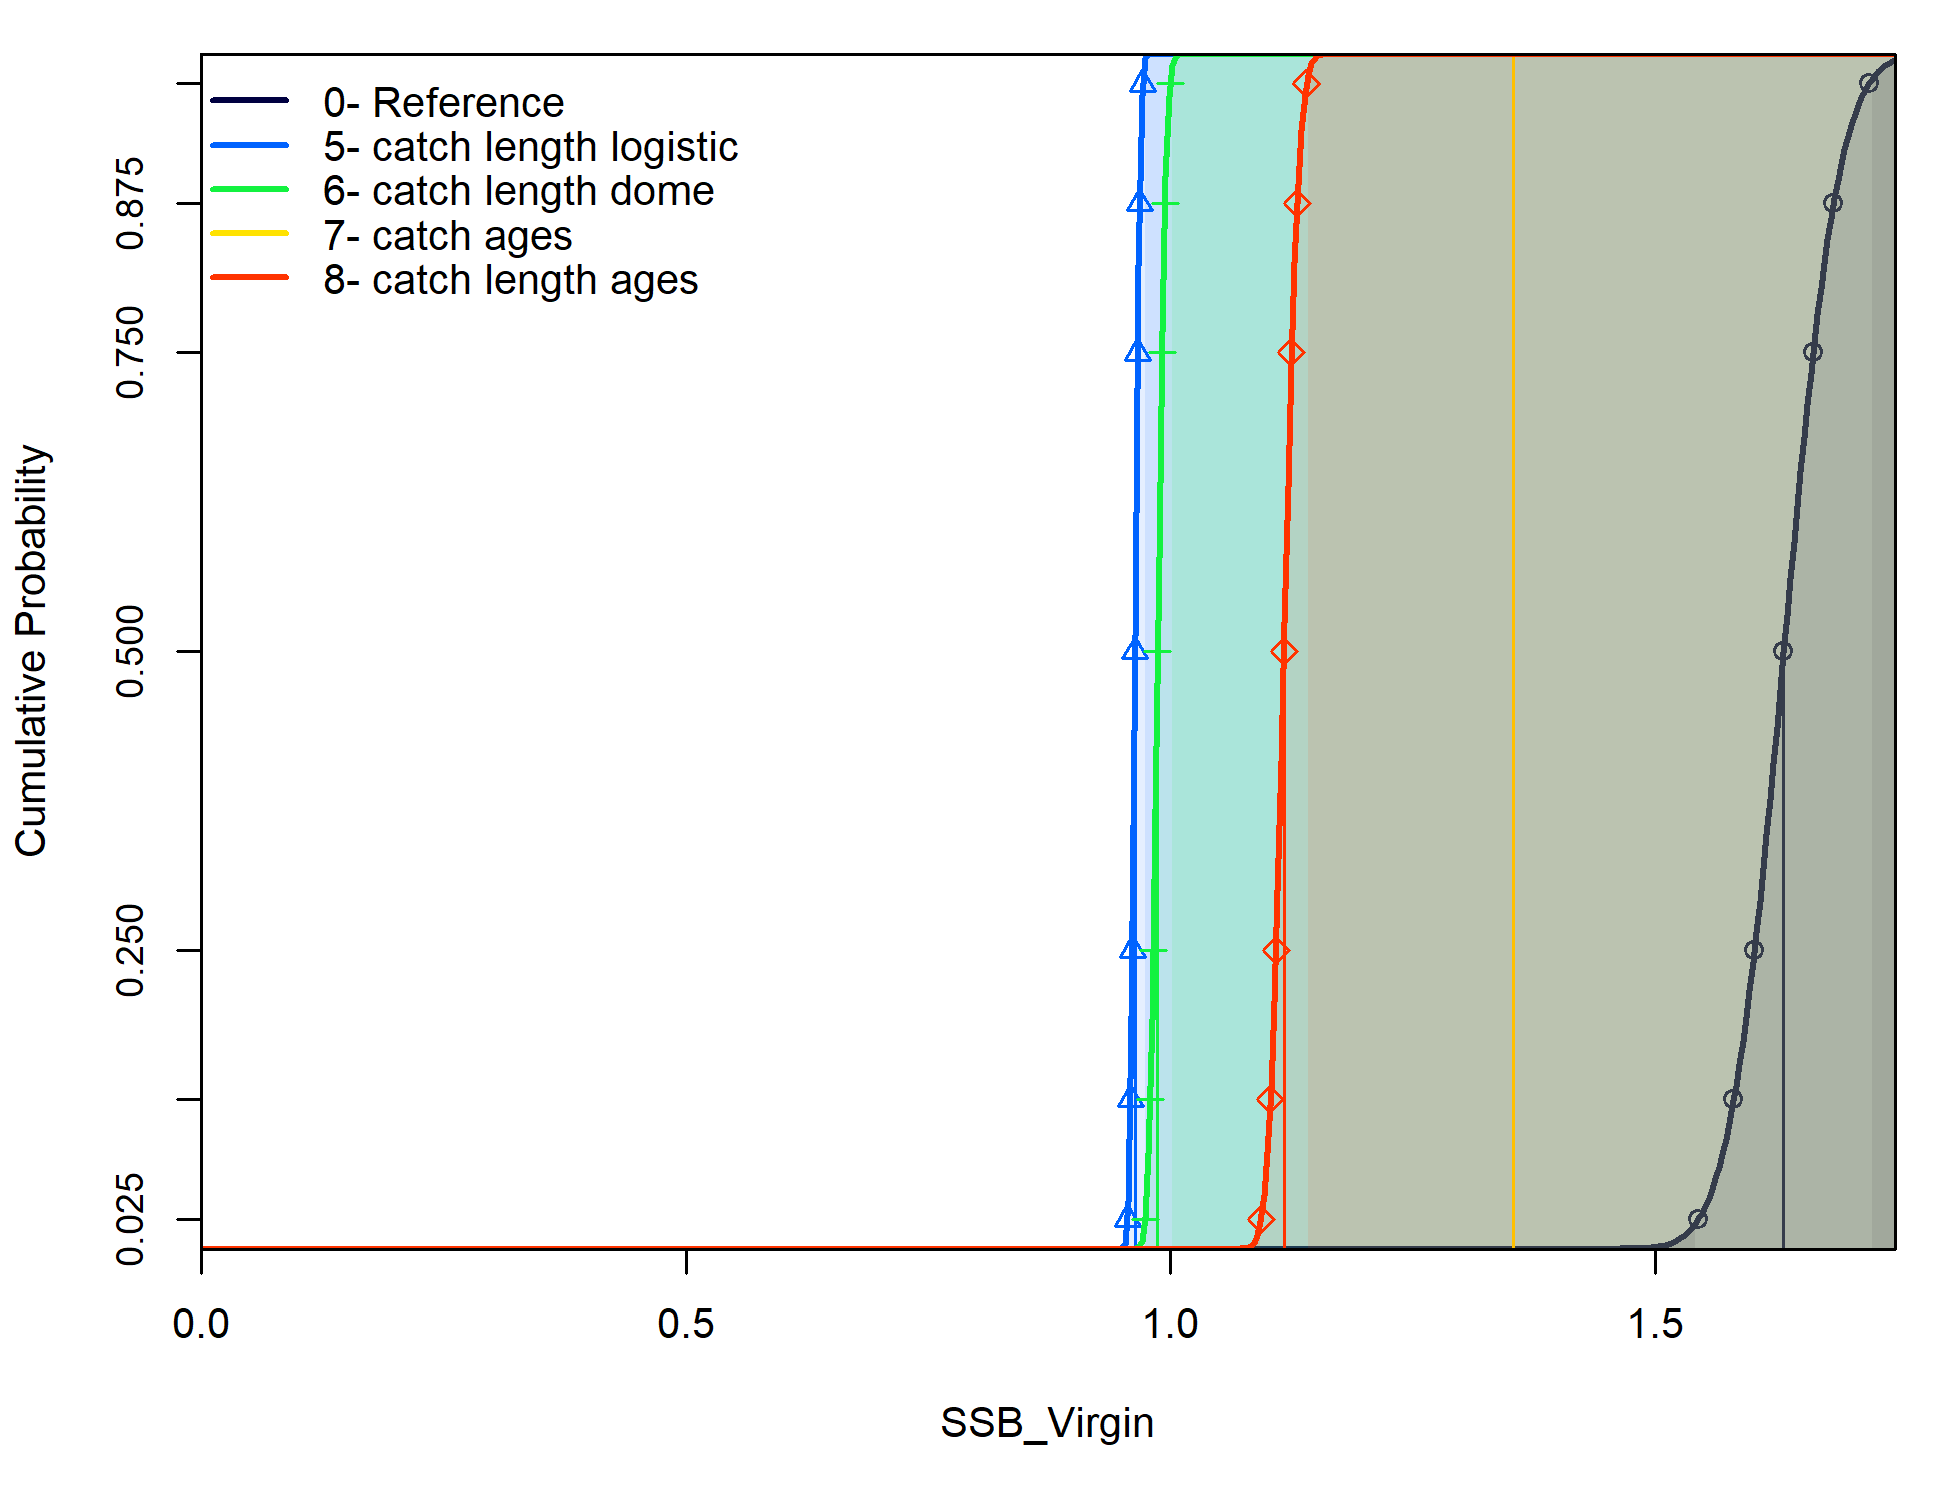 0- Reference
5- catch length logistic
6- catch length dome
7- catch ages
8- catch length ages
Cumulative Probability
0.875
0.750
0.500
0.250
0.025
0.0 0.5 1.0 1.5
SSB_Virgin